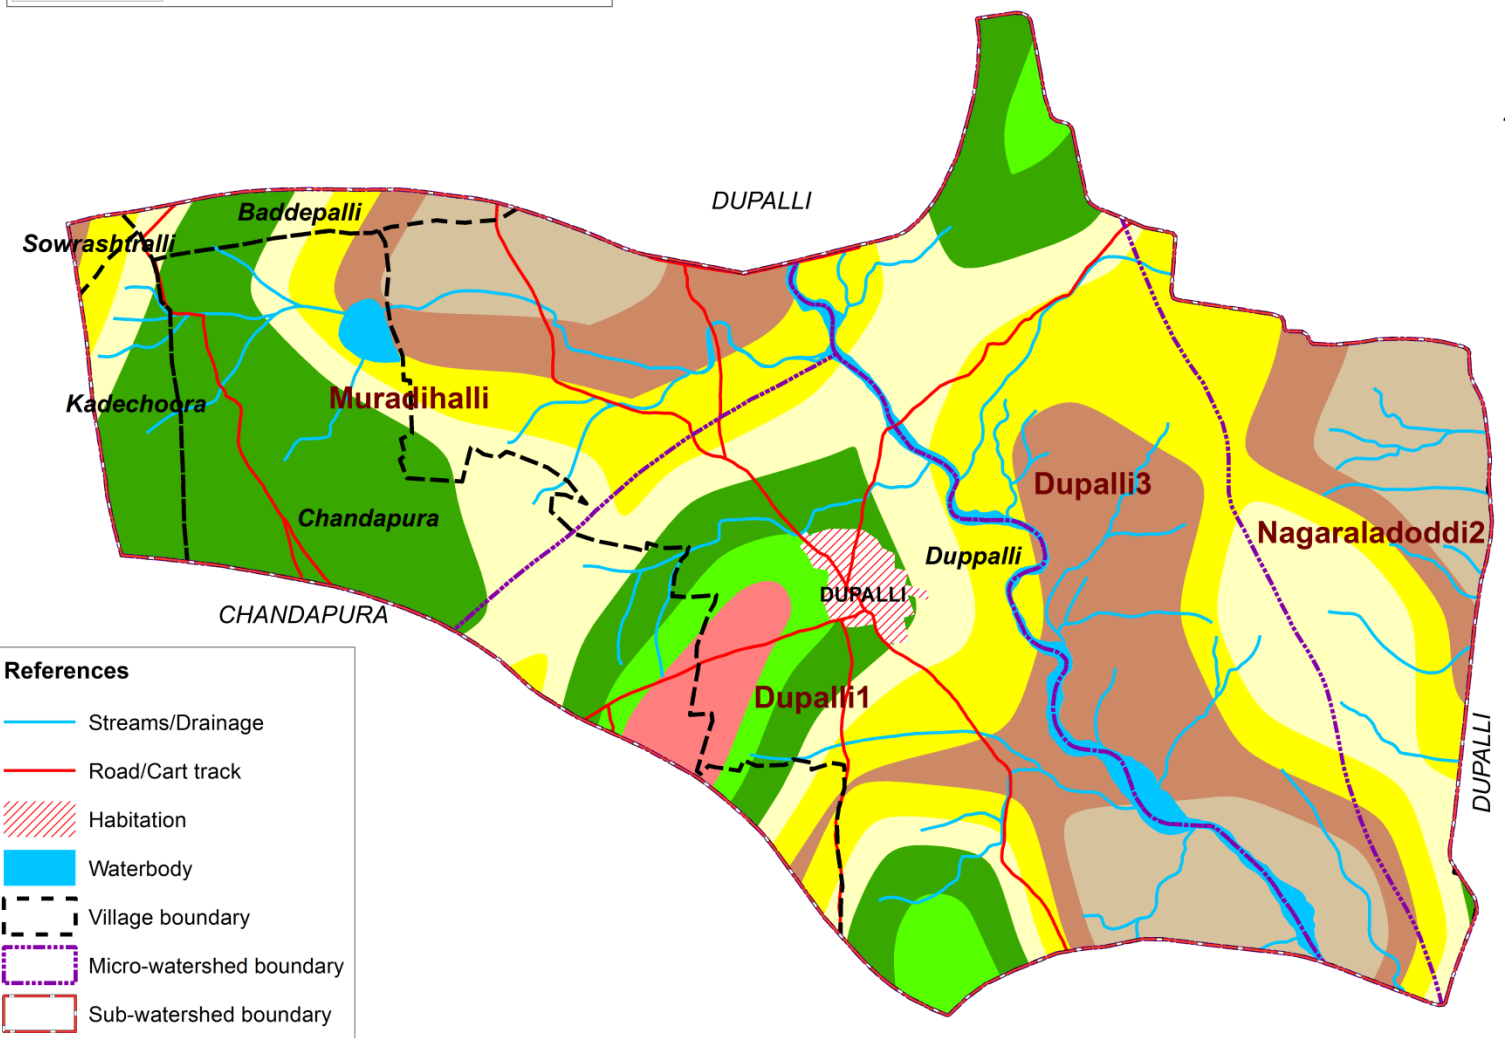 DUPALLI
Baddepalli
Sowrashtralli
Kadechoora
Muradihalli
Dupalli3
Chandapura
Nagaraladoddi2
Duppalli
DUPALLI
CHANDAPURA
Dupalli1
DUPALLI
References
Streams/Drainage
Road/Cart track
Habitation
Waterbody
Village boundary
Micro-watershed boundary
Sub-watershed boundary